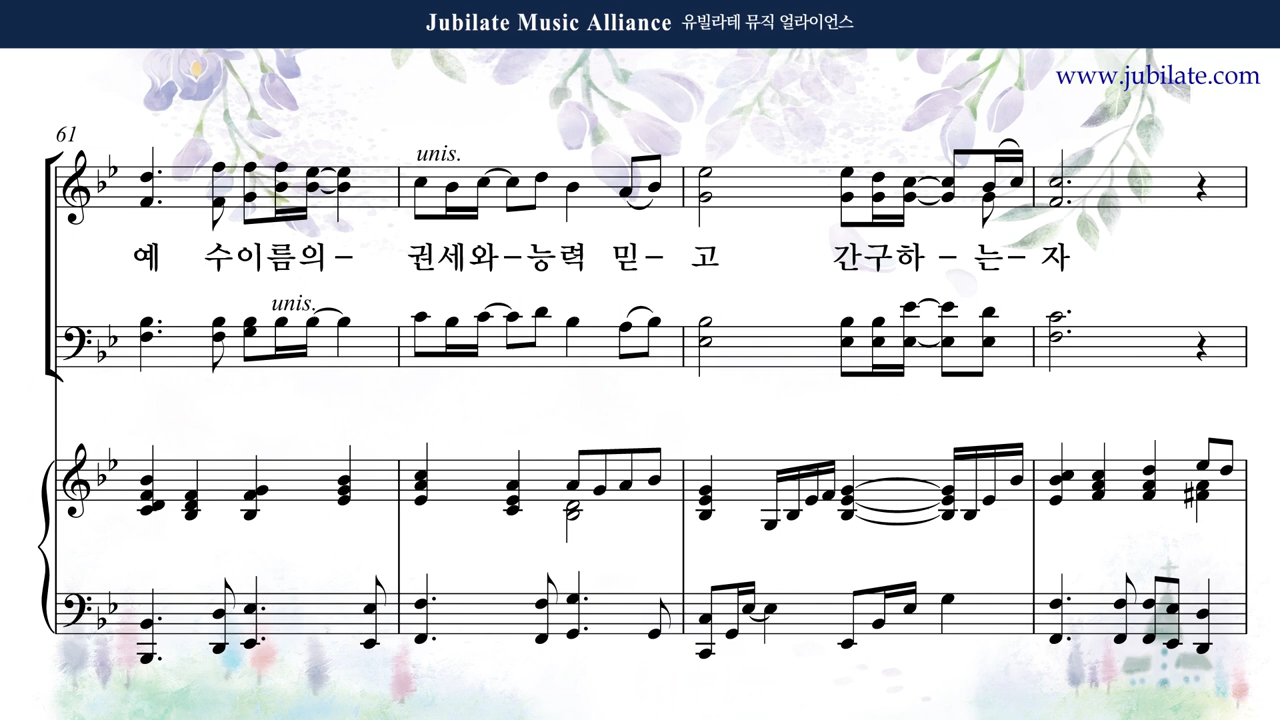 Jubilate Music Alliance 유빌라테 뮤직 얼라이언스
www.jubilate.com
61
unis.
예 수이름의– 권세와–능력 믿– 고 간구하 – 는– 자
unis.